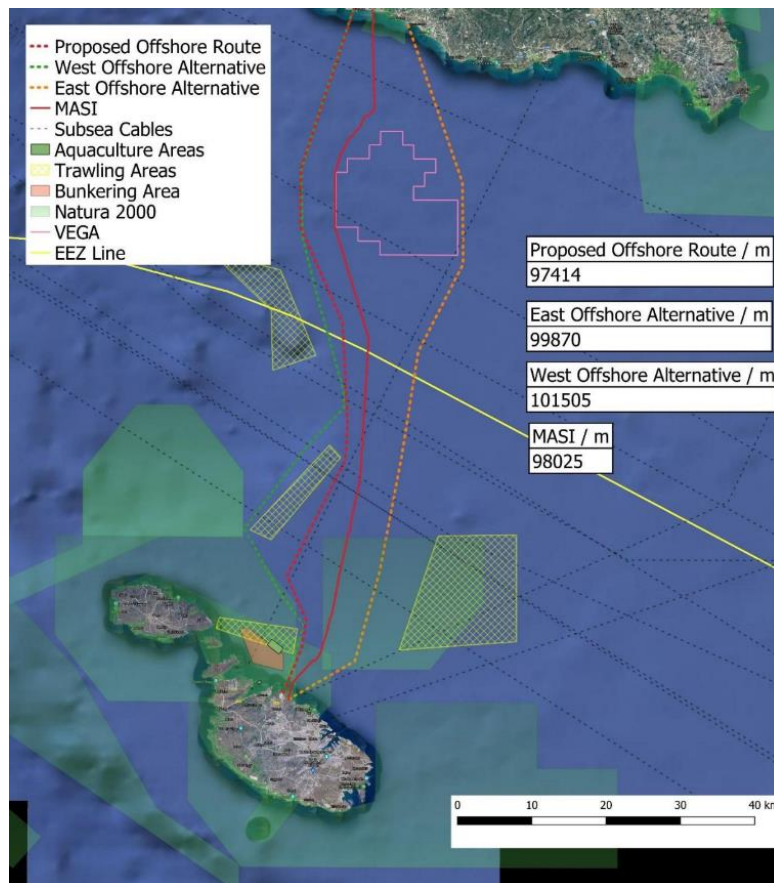 Proposed Offshore Route
West Offshore Alternative
East Offshore Alternative
MASI
Subsea Cables
Aquaculture Areas
Trawling Areas
Bunkering Area
Natura 2000
VEGA
EEZ Line
Proposed Offshore Route / m
97414
East Offshore Alternative / m
99870
West Offshore Alternative / m
101505
MASI / m
98025
0 10 20 30 40 km